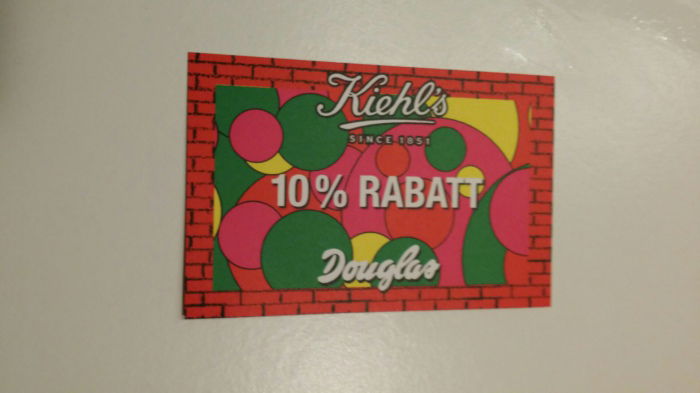 Kiehl's
SINCE 1851
10% RABATT
Douglas